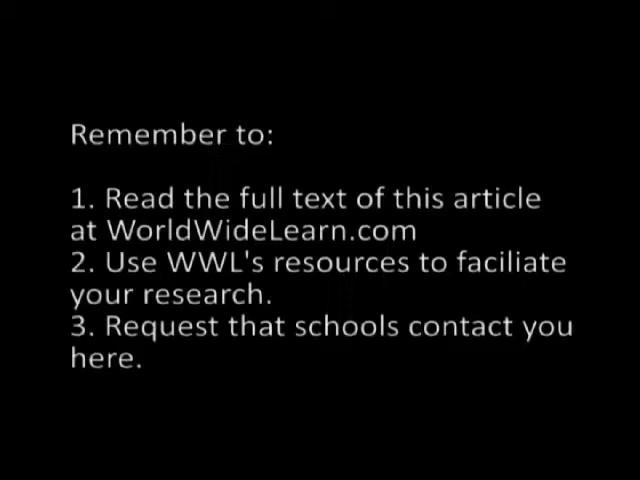 Remember to:
1. Read the full text of this article
at WorldWideLearn.com
2. Use WWL's resources to faciliate
your research.
3. Request that schools contact you
here.